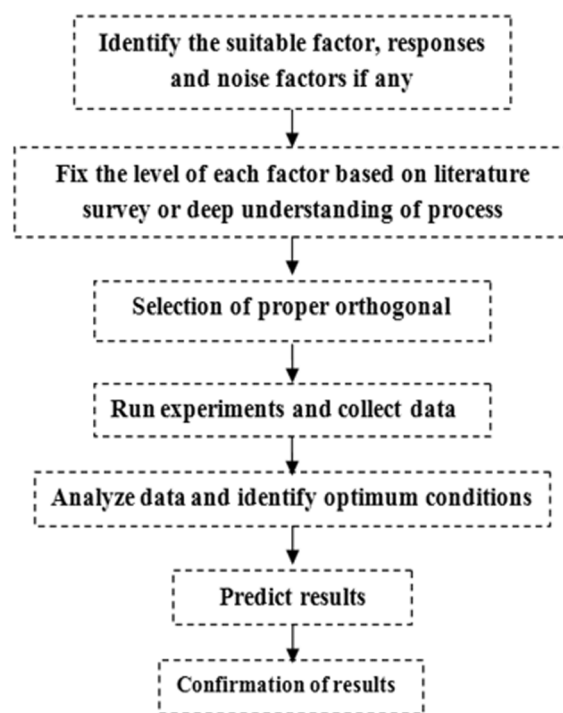 Identify the suitable factor, responses
and noise factors if any
Fix the level of each factor based on literature
survey or deep understanding of process
Selection of proper orthogonal
Run experiments and collect data
Analyze data and identify optimum conditions
Predict results
Confirmation of results